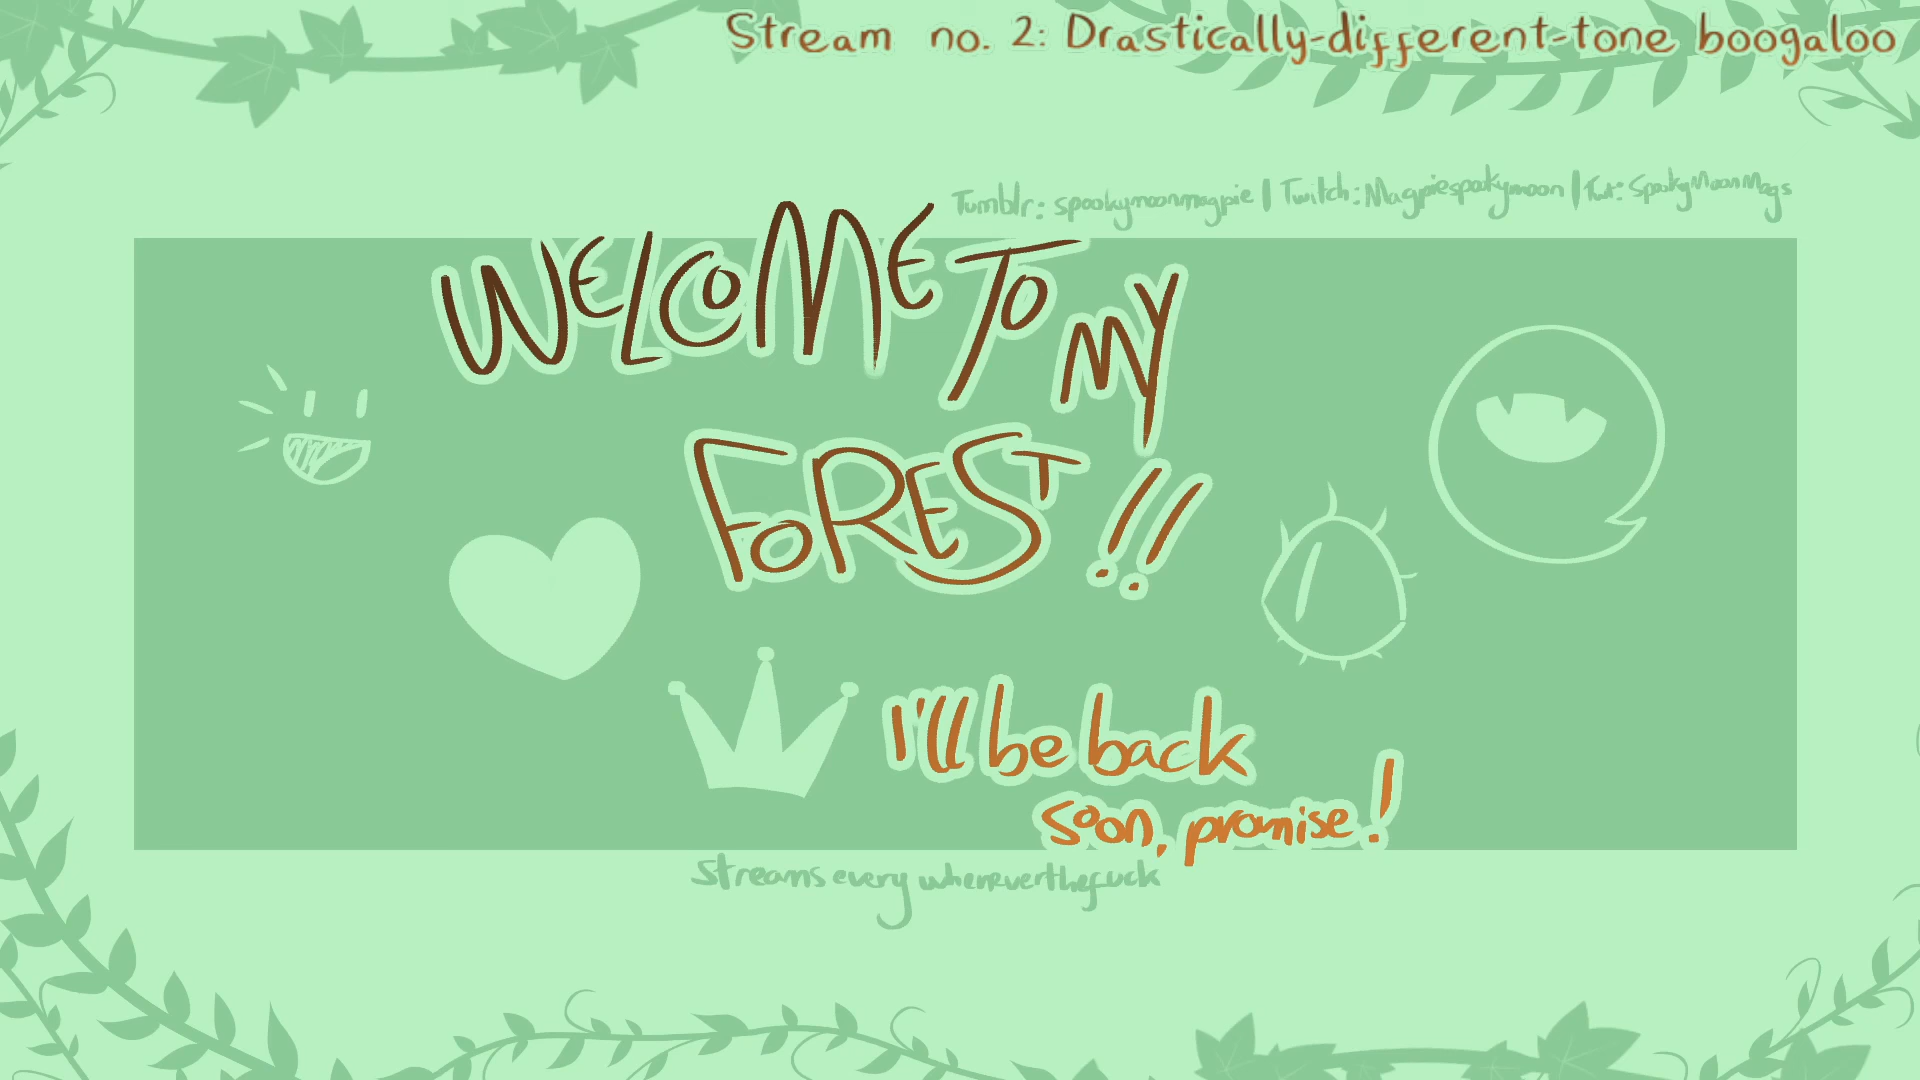 Stream no. 2: Drastically-different-tone boogaloo
Tumblr: spookymoonmagpie | Twitch: Magpiespookymoon | Twt: SpookyMoonMags
WELCOME TO MY
FOREST!!
I'll be back
soon, promise!
Streams every wheneverthefuck